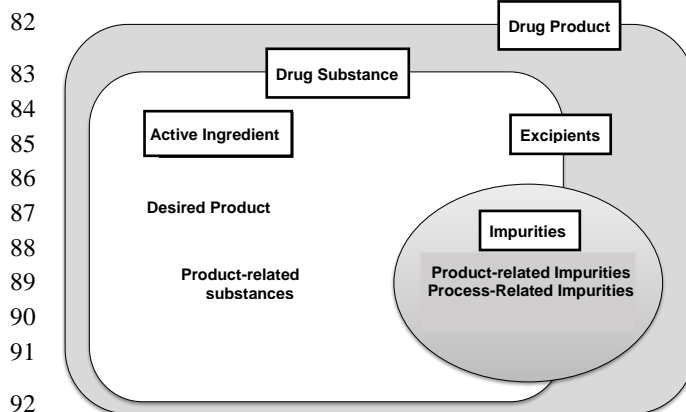 82
Drug Product
83
Drug Substance
84
85
Active Ingredient
Excipients
86
87
Desired Product
88
Impurities
89
Product-related
substances
Product-related Impurities
Process-Related Impurities
90
91
92